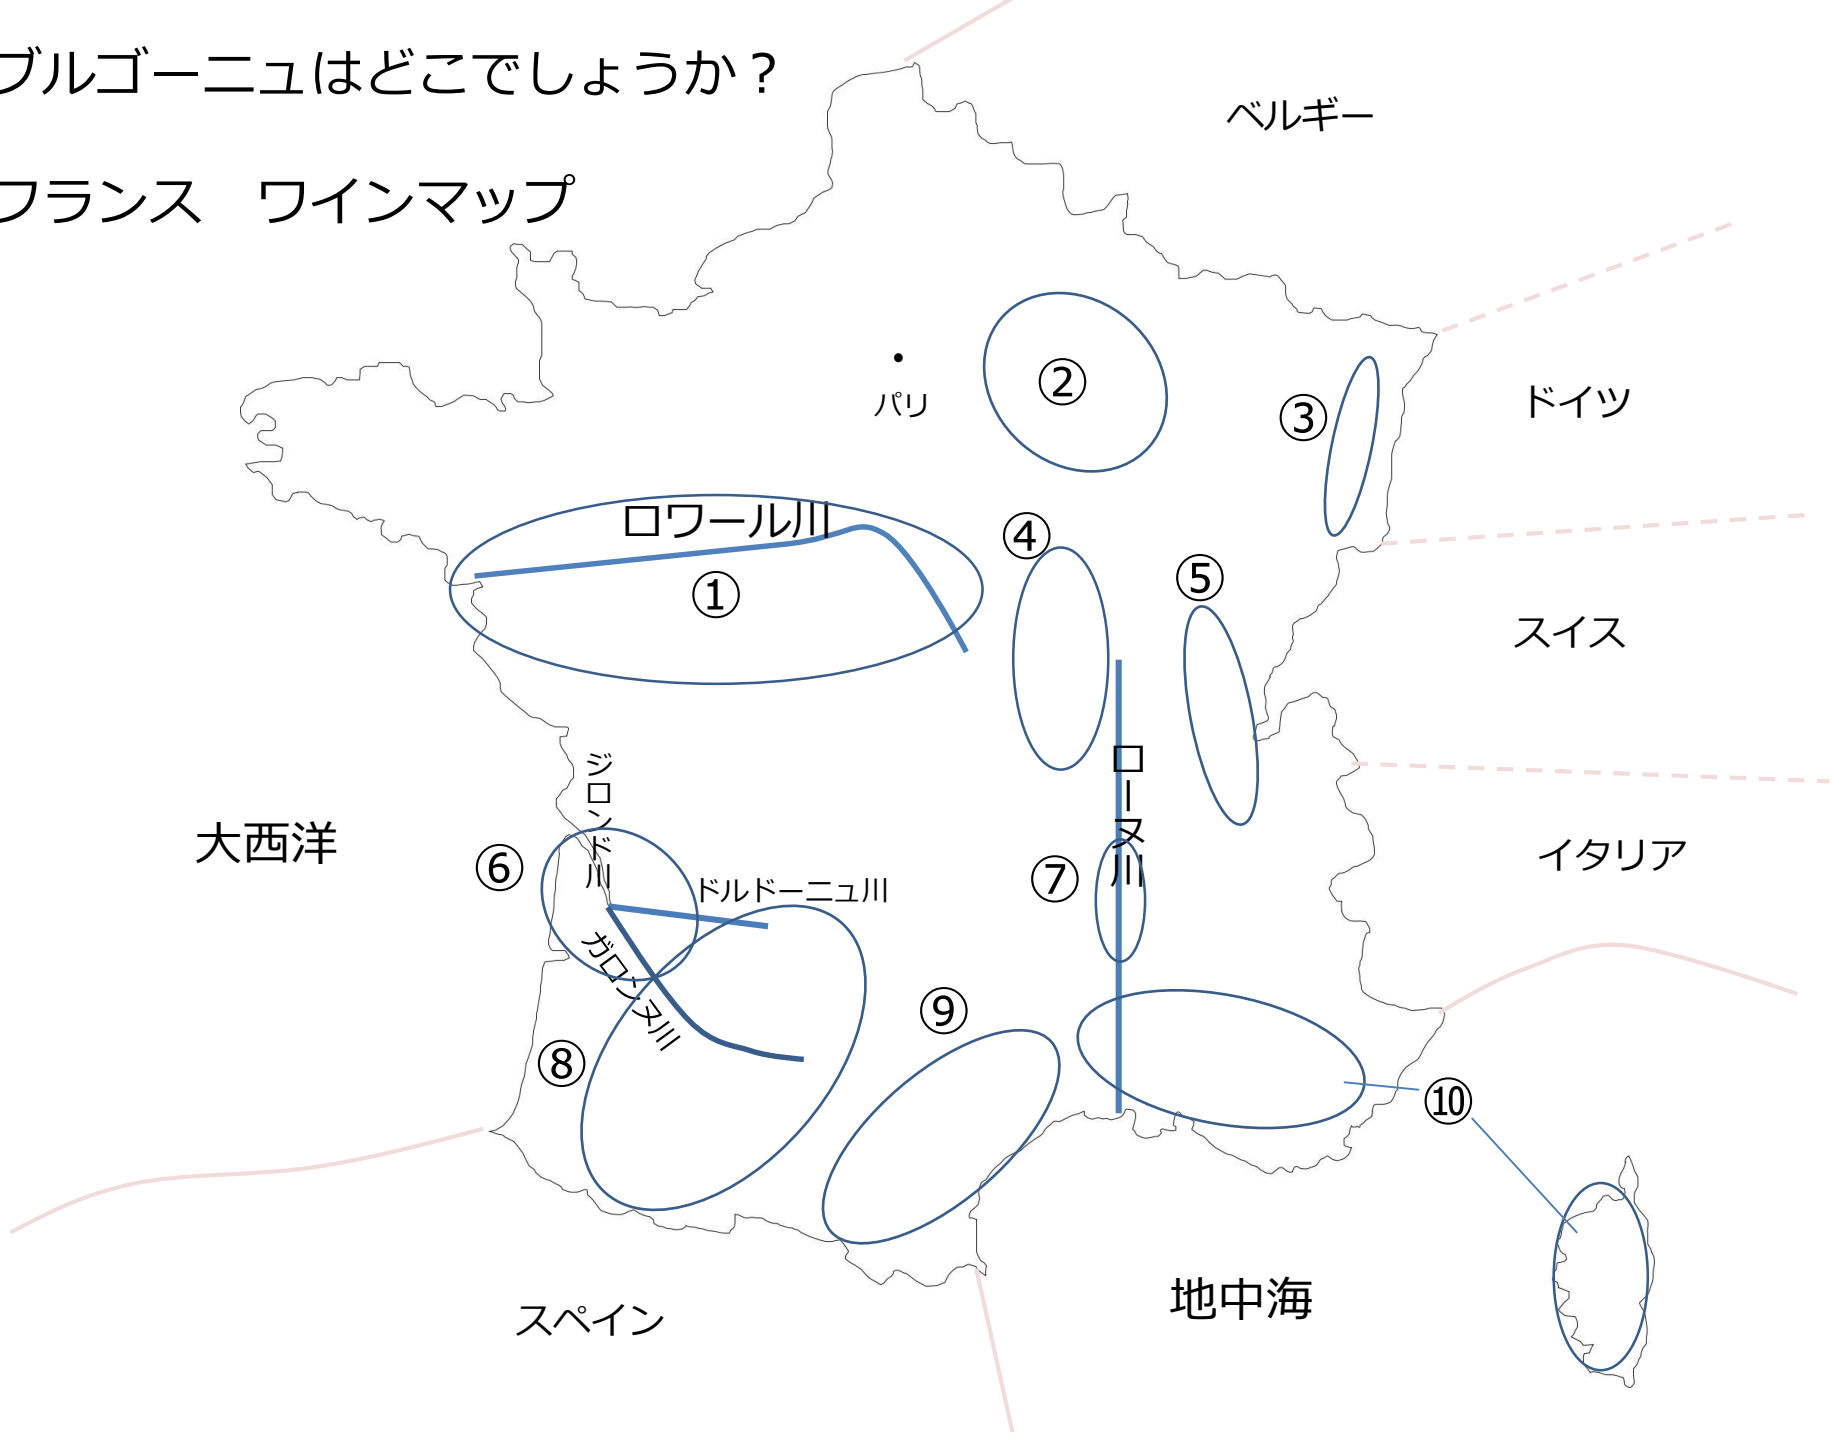 ブルゴーニュはどこでしょうか？
フランス　ワインマップ
ベルギー
パリ
②
③
ドイツ
ロワール川
①
④
⑤
スイス
ジロンド川
ローヌ川
大西洋
⑥
ドルドーニュ川
⑦
イタリア
ガロンヌ川
⑧
⑨
⑩
スペイン
地中海